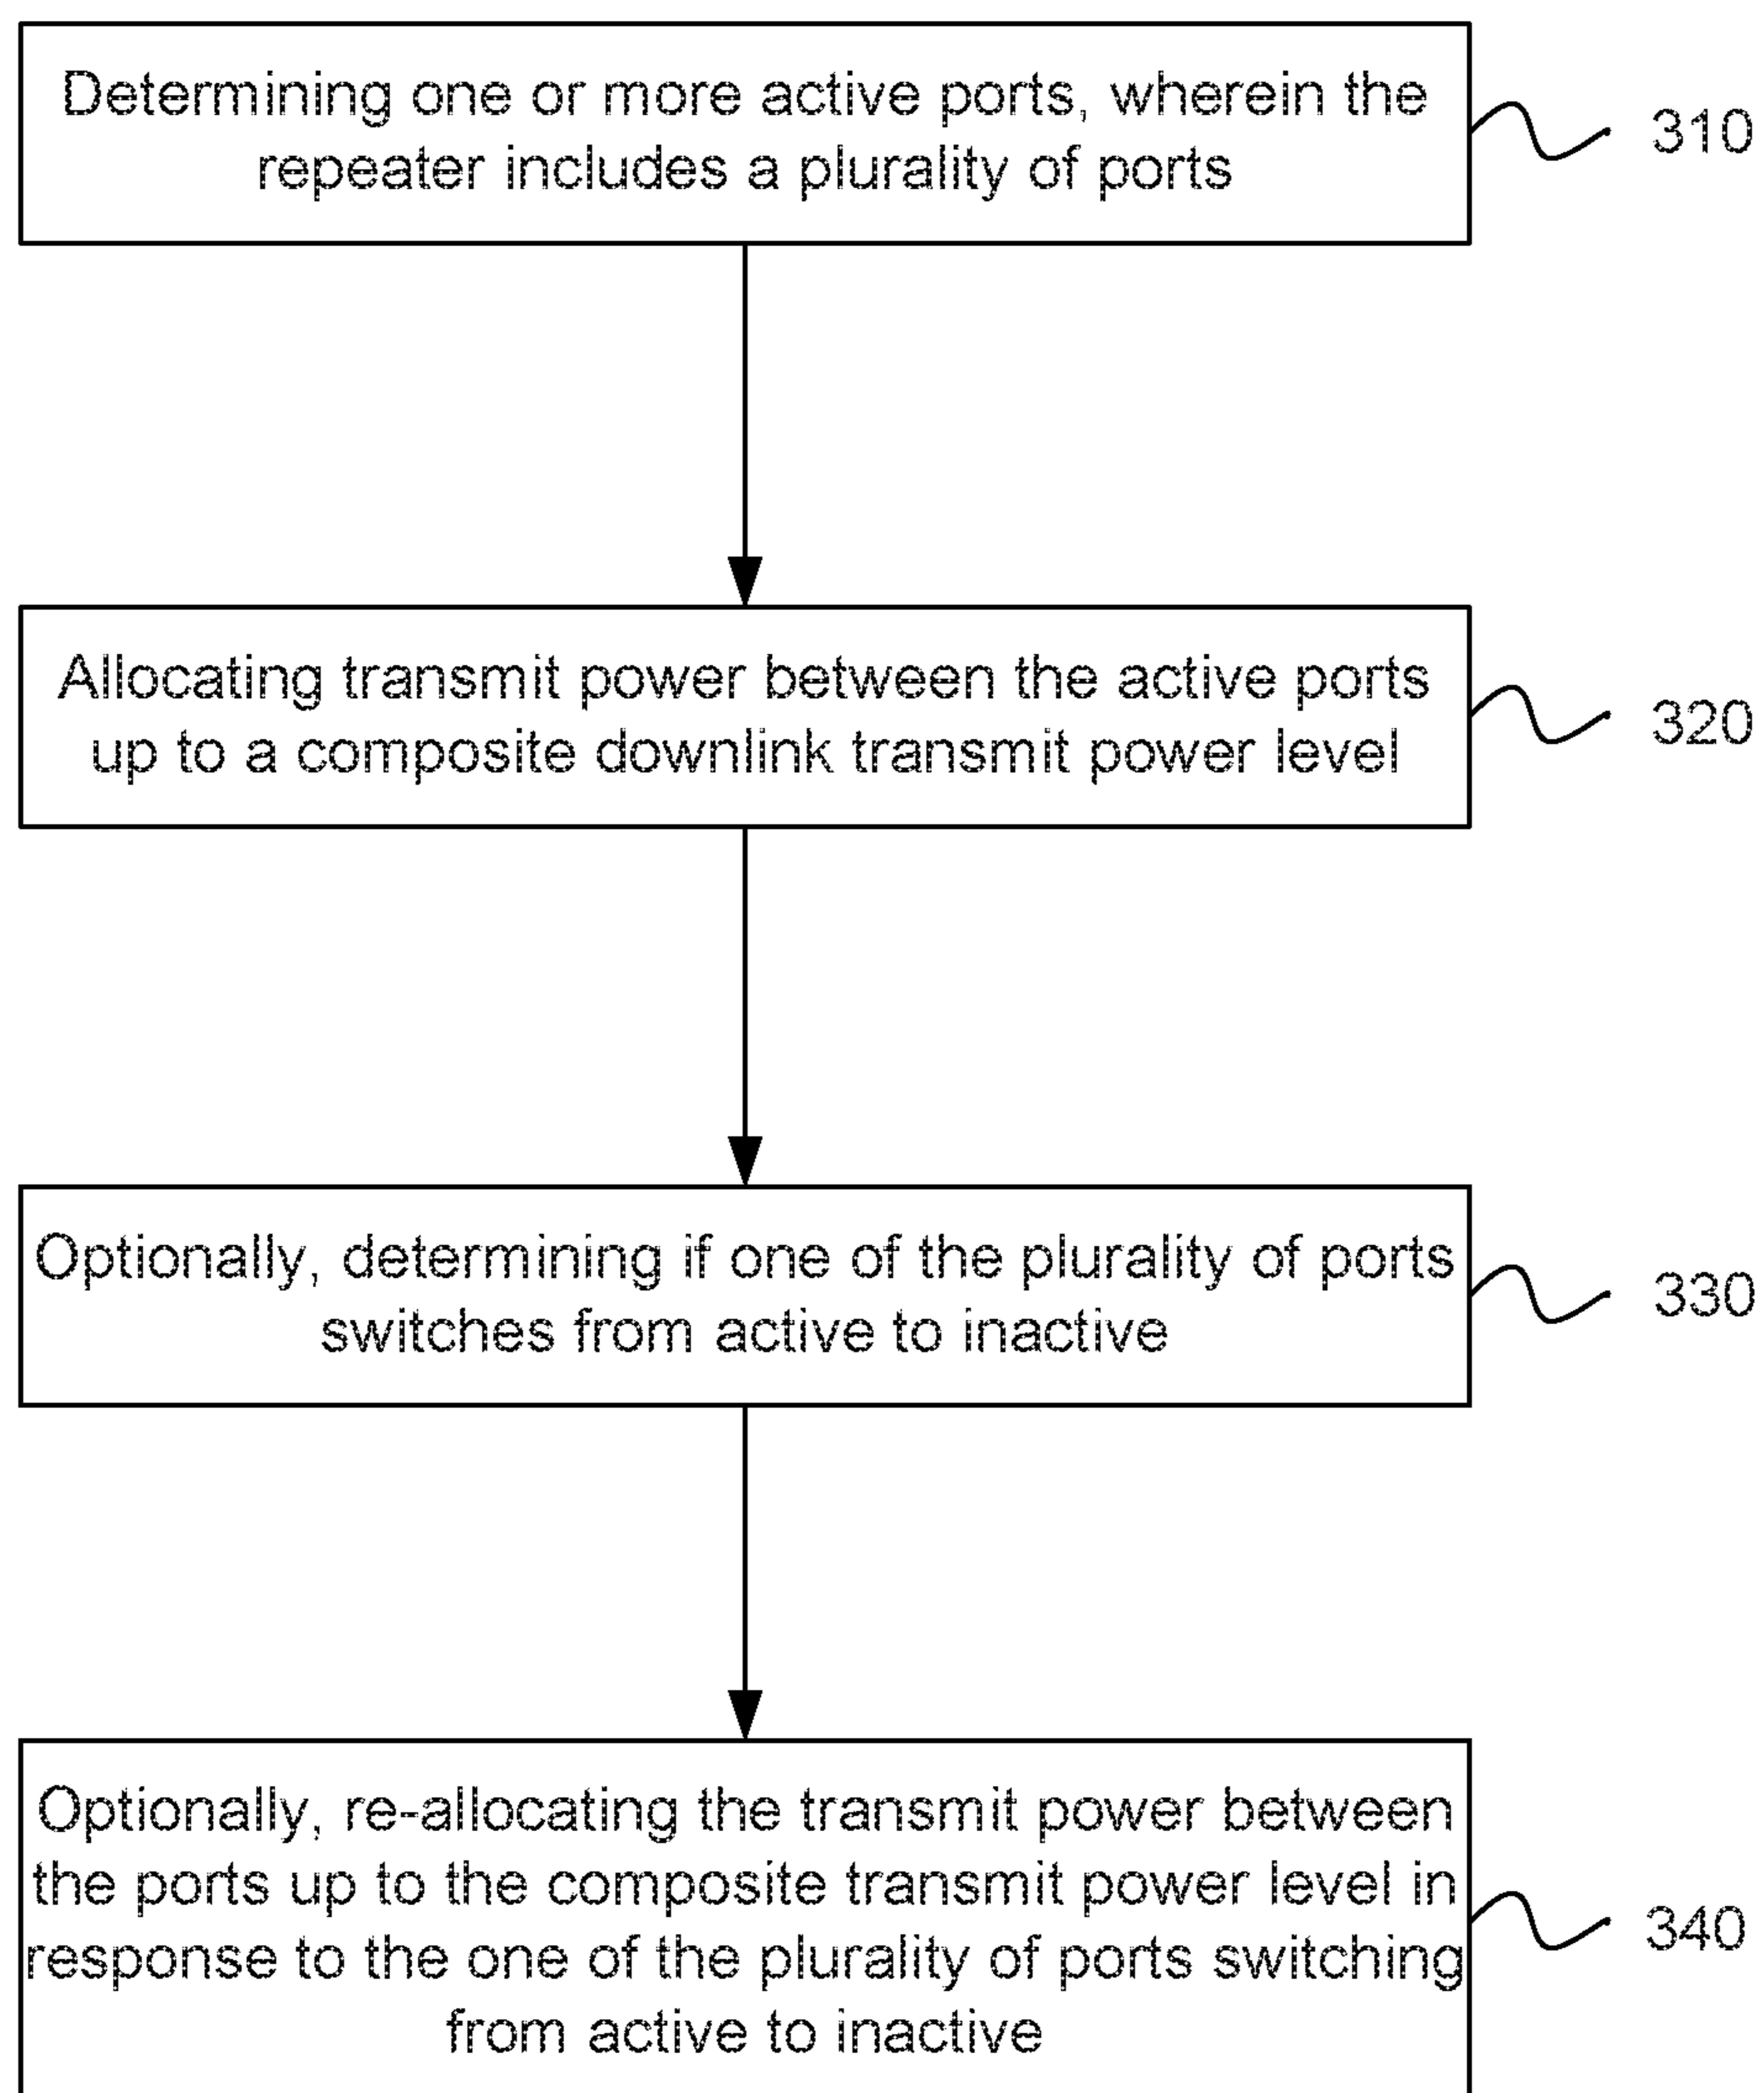 Determining one or more active ports, wherein the
repeater includes a plurality of ports
310
Allocating transmit power between the active ports
up to a composite downlink transmit power level
320
Optionally, determining if one of the plurality of ports
switches from active to inactive
330
Optionally, re-allocating the transmit power between
the ports up to the composite transmit power level in
response to the one of the plurality of ports switching
from active to inactive
340